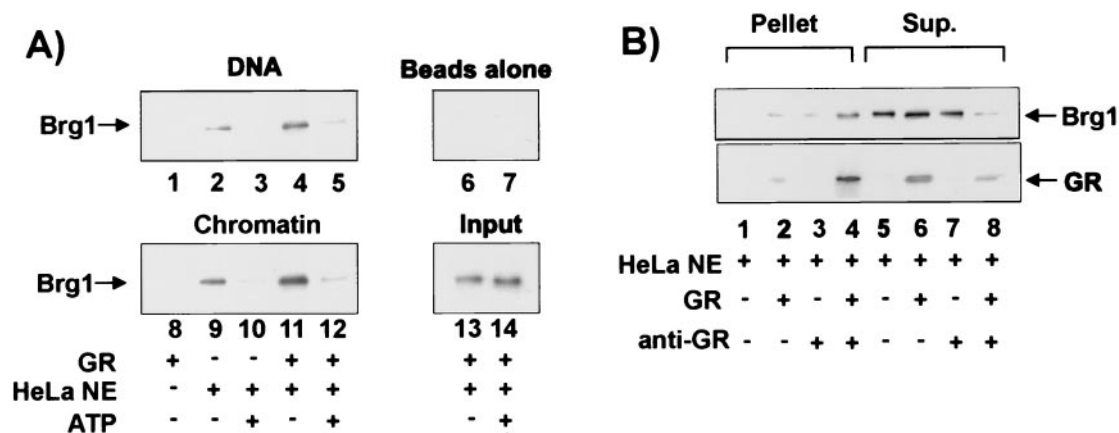 A)
DNA
Beads alone
Brg1
1 2 3 4 5
6 7
Chromatin
Input
Brg1
8 9 10 11 12 13 14
GR + - - + + + +
HeLa NE - + + + + + +
ATP - - + - + - +
B)
Pellet Sup.
Brg1
GR
1 2 3 4 5 6 7 8
HeLa NE + + + + + + + +
GR - + - + - + - +
anti-GR - - + + - - + +